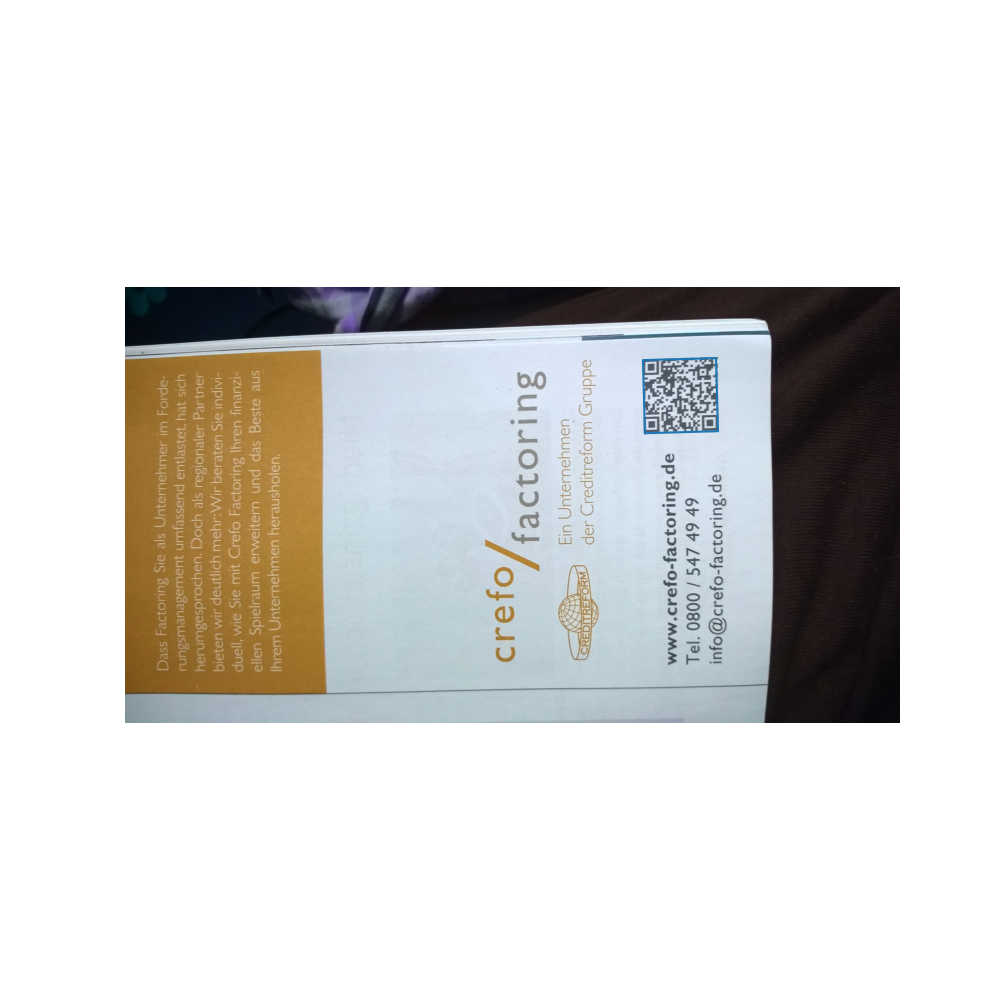 Dass Factoring Sie als Unternehmer im Forde-
rungsmanagement umfassend entlastet, hat sich
herumgesprochen. Doch als regionaler Partner
bieten wir deutlich mehr: Wir beraten Sie indivi-
duell, wie Sie mit Crefo Factoring Ihren finanzi-
ellen Spielraum erweitern und das Beste aus
Ihrem Unternehmen herausholen.
crefo/
factoring
CREDITREFORM
Ein Unternehmen
der Creditreform Gruppe
www.crefo-factoring.de
Tel. 0800 / 547 49 49
info@crefo-factoring.de